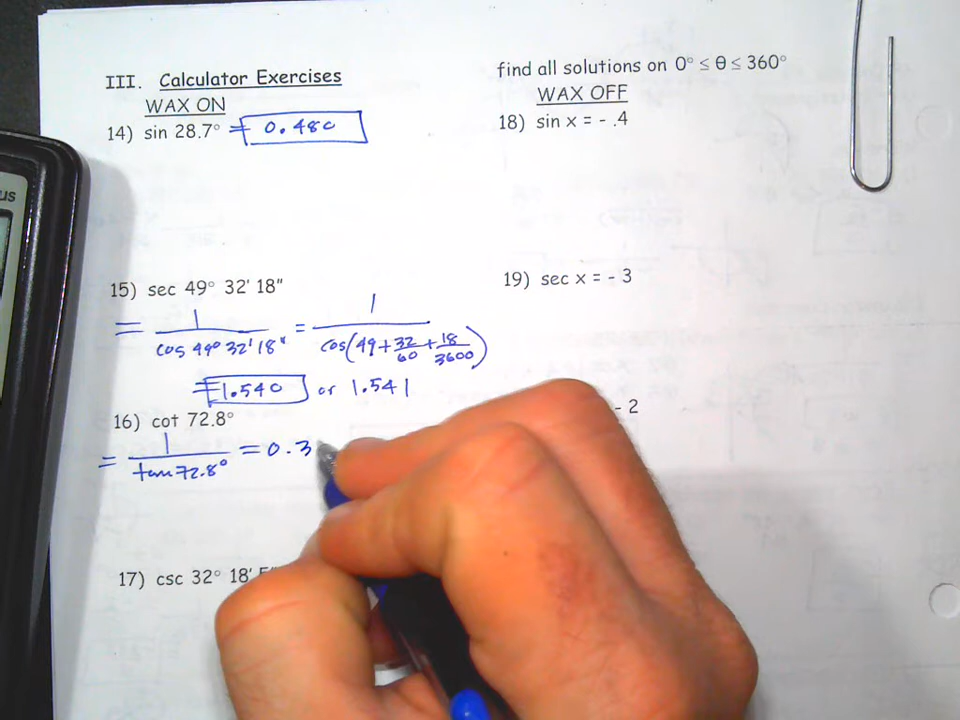 III. Calculator Exercises
WAX ON
14) sin 28.7° = 0.480
15) sec 49° 32' 18"
= 1 / cos 49° 32' 18" = 1 / cos(49 + 32/60 + 18/3600)
= 1.540 or 1.541
16) cot 72.8°
= 1 / tan 72.8° = 0.3
17) csc 32° 18'
find all solutions on 0° ≤ θ ≤ 360°
WAX OFF
18) sin x = - .4
19) sec x = - 3
- 2
us